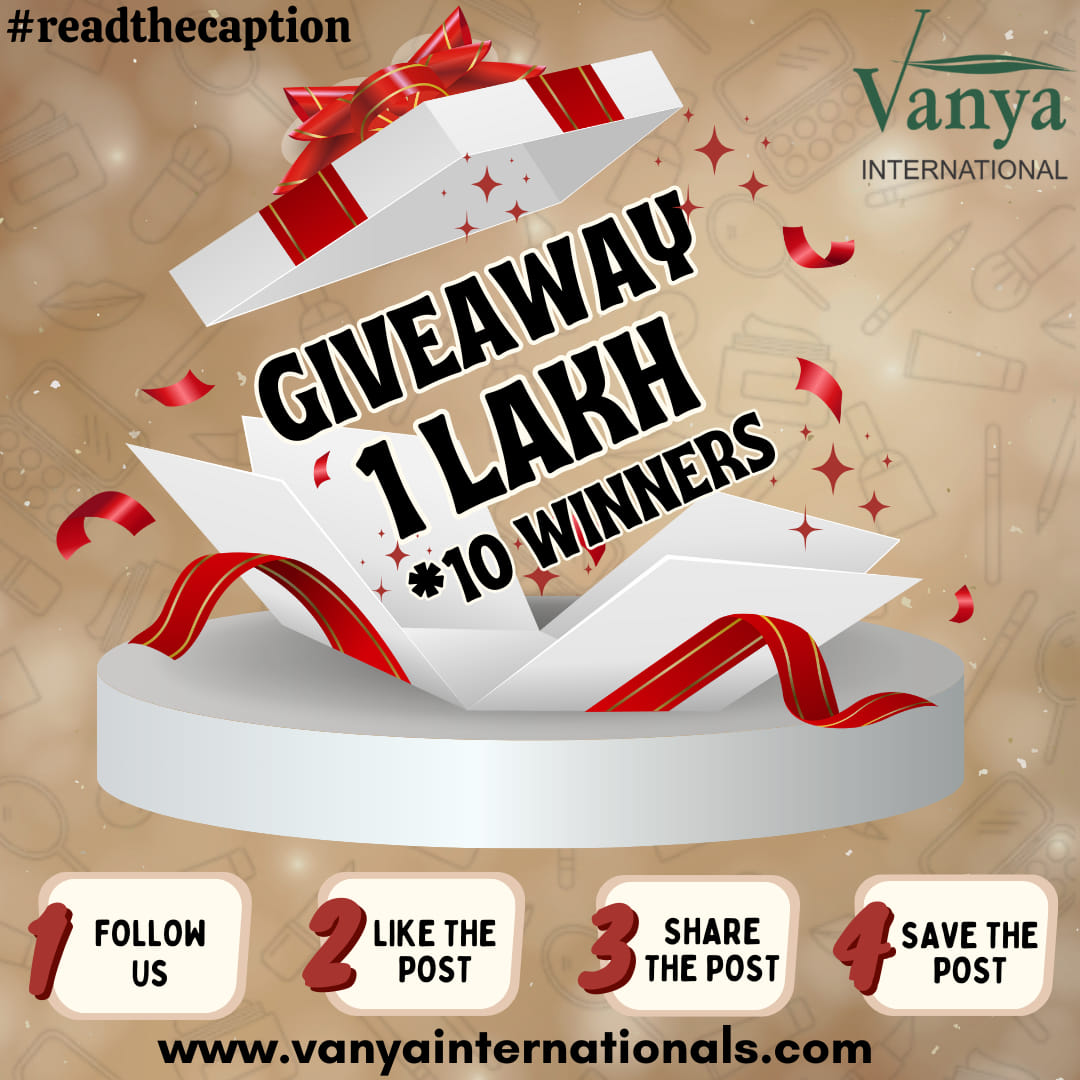 #readthecaption
Vanya
INTERNATIONAL
GIVEAWAY
1 LAKH
*10 WINNERS
1 FOLLOW
US
2 LIKE THE
POST
3 SHARE
THE POST
4 SAVE THE
POST
www.vanyainternationals.com